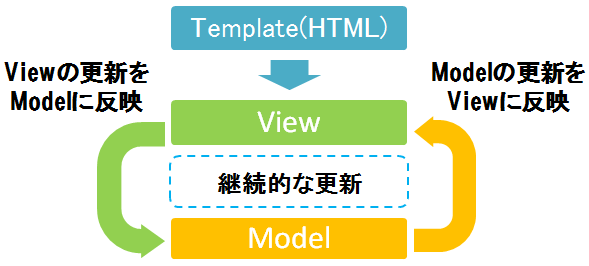 Template(HTML)
Viewの更新を
Modelに反映
Modelの更新を
Viewに反映
View
継続的な更新
Model